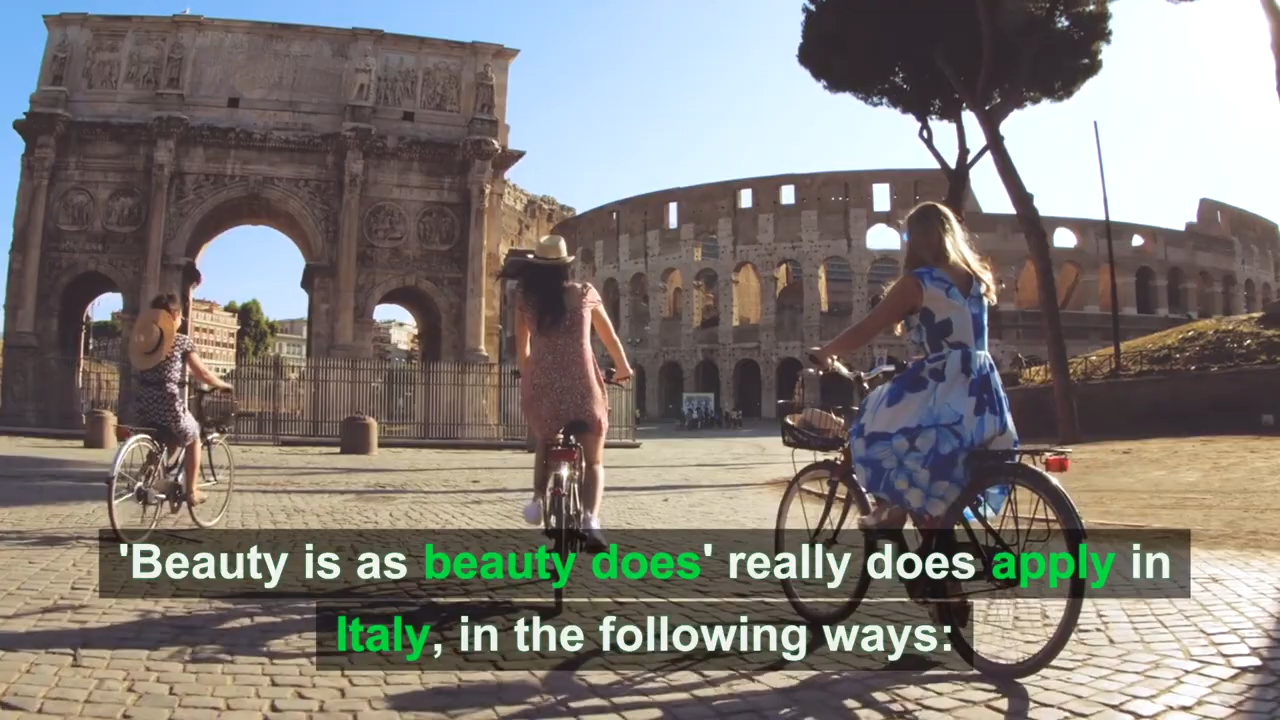 'Beauty is as beauty does' really does apply in
Italy, in the following ways: